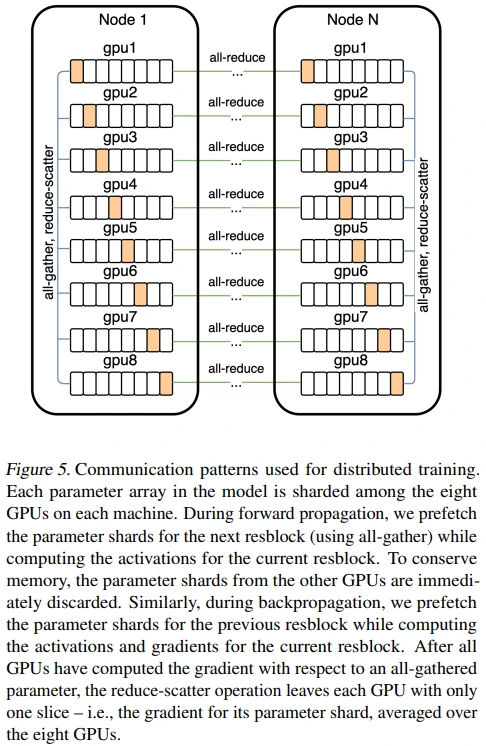 Node 1
Node N
gpu1
all-reduce
...
gpu1
gpu2
all-reduce
...
gpu2
gpu3
all-reduce
...
gpu3
gpu4
all-reduce
...
gpu4
gpu5
all-reduce
...
gpu5
gpu6
all-reduce
...
gpu6
gpu7
all-reduce
...
gpu7
gpu8
all-reduce
...
gpu8
all-gather, reduce-scatter
all-gather, reduce-scatter
Figure 5. Communication patterns used for distributed training.
Each parameter array in the model is sharded among the eight
GPUs on each machine. During forward propagation, we prefetch
the parameter shards for the next resblock (using all-gather) while
computing the activations for the current resblock. To conserve
memory, the parameter shards from the other GPUs are immedi-
ately discarded. Similarly, during backpropagation, we prefetch
the parameter shards for the previous resblock while computing
the activations and gradients for the current resblock. After all
GPUs have computed the gradient with respect to an all-gathered
parameter, the reduce-scatter operation leaves each GPU with only
one slice – i.e., the gradient for its parameter shard, averaged over
the eight GPUs.